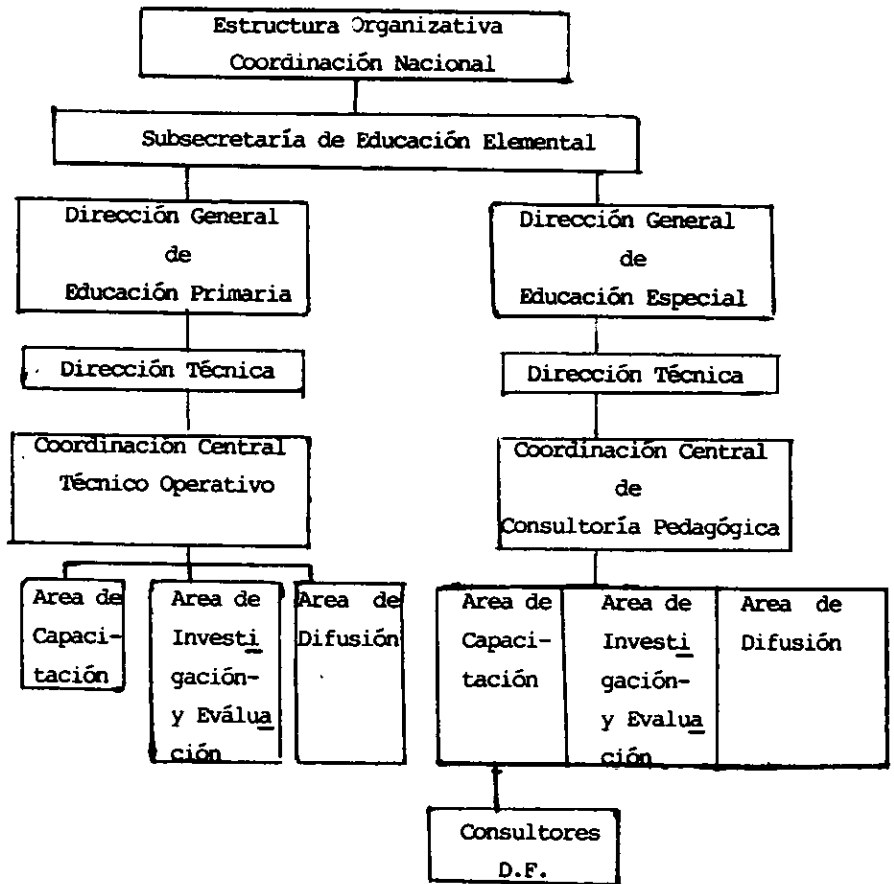 Estructura Organizativa
Coordinación Nacional
Subsecretaría de Educación Elemental
Dirección General
de
Educación Primaria
Dirección Técnica
Coordinación Central
Técnico Operativo
Area de
Capaci-
tación
Area de
Investi
gación-
y Eválua
ción
Area de
Difusión
Dirección General
de
Educación Especial
Dirección Técnica
Coordinación Central
de
Consultoría Pedagógica
Area de
Capaci-
tación
Area de
Investi
gación-
y Evalua
ción
Area de
Difusión
Consultores
D.F.